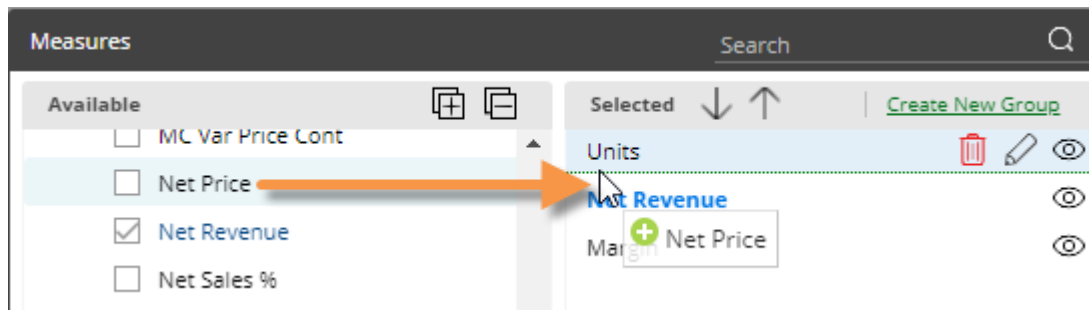 Measures
Search
Available
Selected
Create New Group
MC Var Price Cont
Net Price
Net Revenue
Net Sales %
Units
Net Revenue
Margin
Net Price